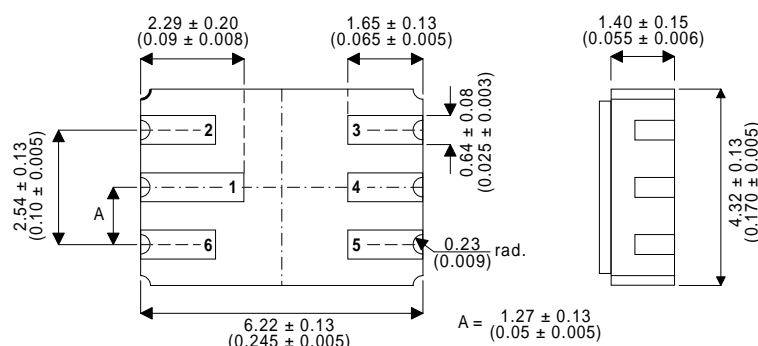 2.29 ± 0.20
(0.09 ± 0.008)
1.65 ± 0.13
(0.065 ± 0.005)
1.40 ± 0.15
(0.055 ± 0.006)
2
3
0.64 ± 0.08
(0.025 ± 0.003)
2.54 ± 0.13
(0.10 ± 0.005)
A
1
4
4.32 ± 0.13
(0.170 ± 0.005)
6
5
0.23
(0.009)
rad.
6.22 ± 0.13
(0.245 ± 0.005)
A = 1.27 ± 0.13
(0.05 ± 0.005)